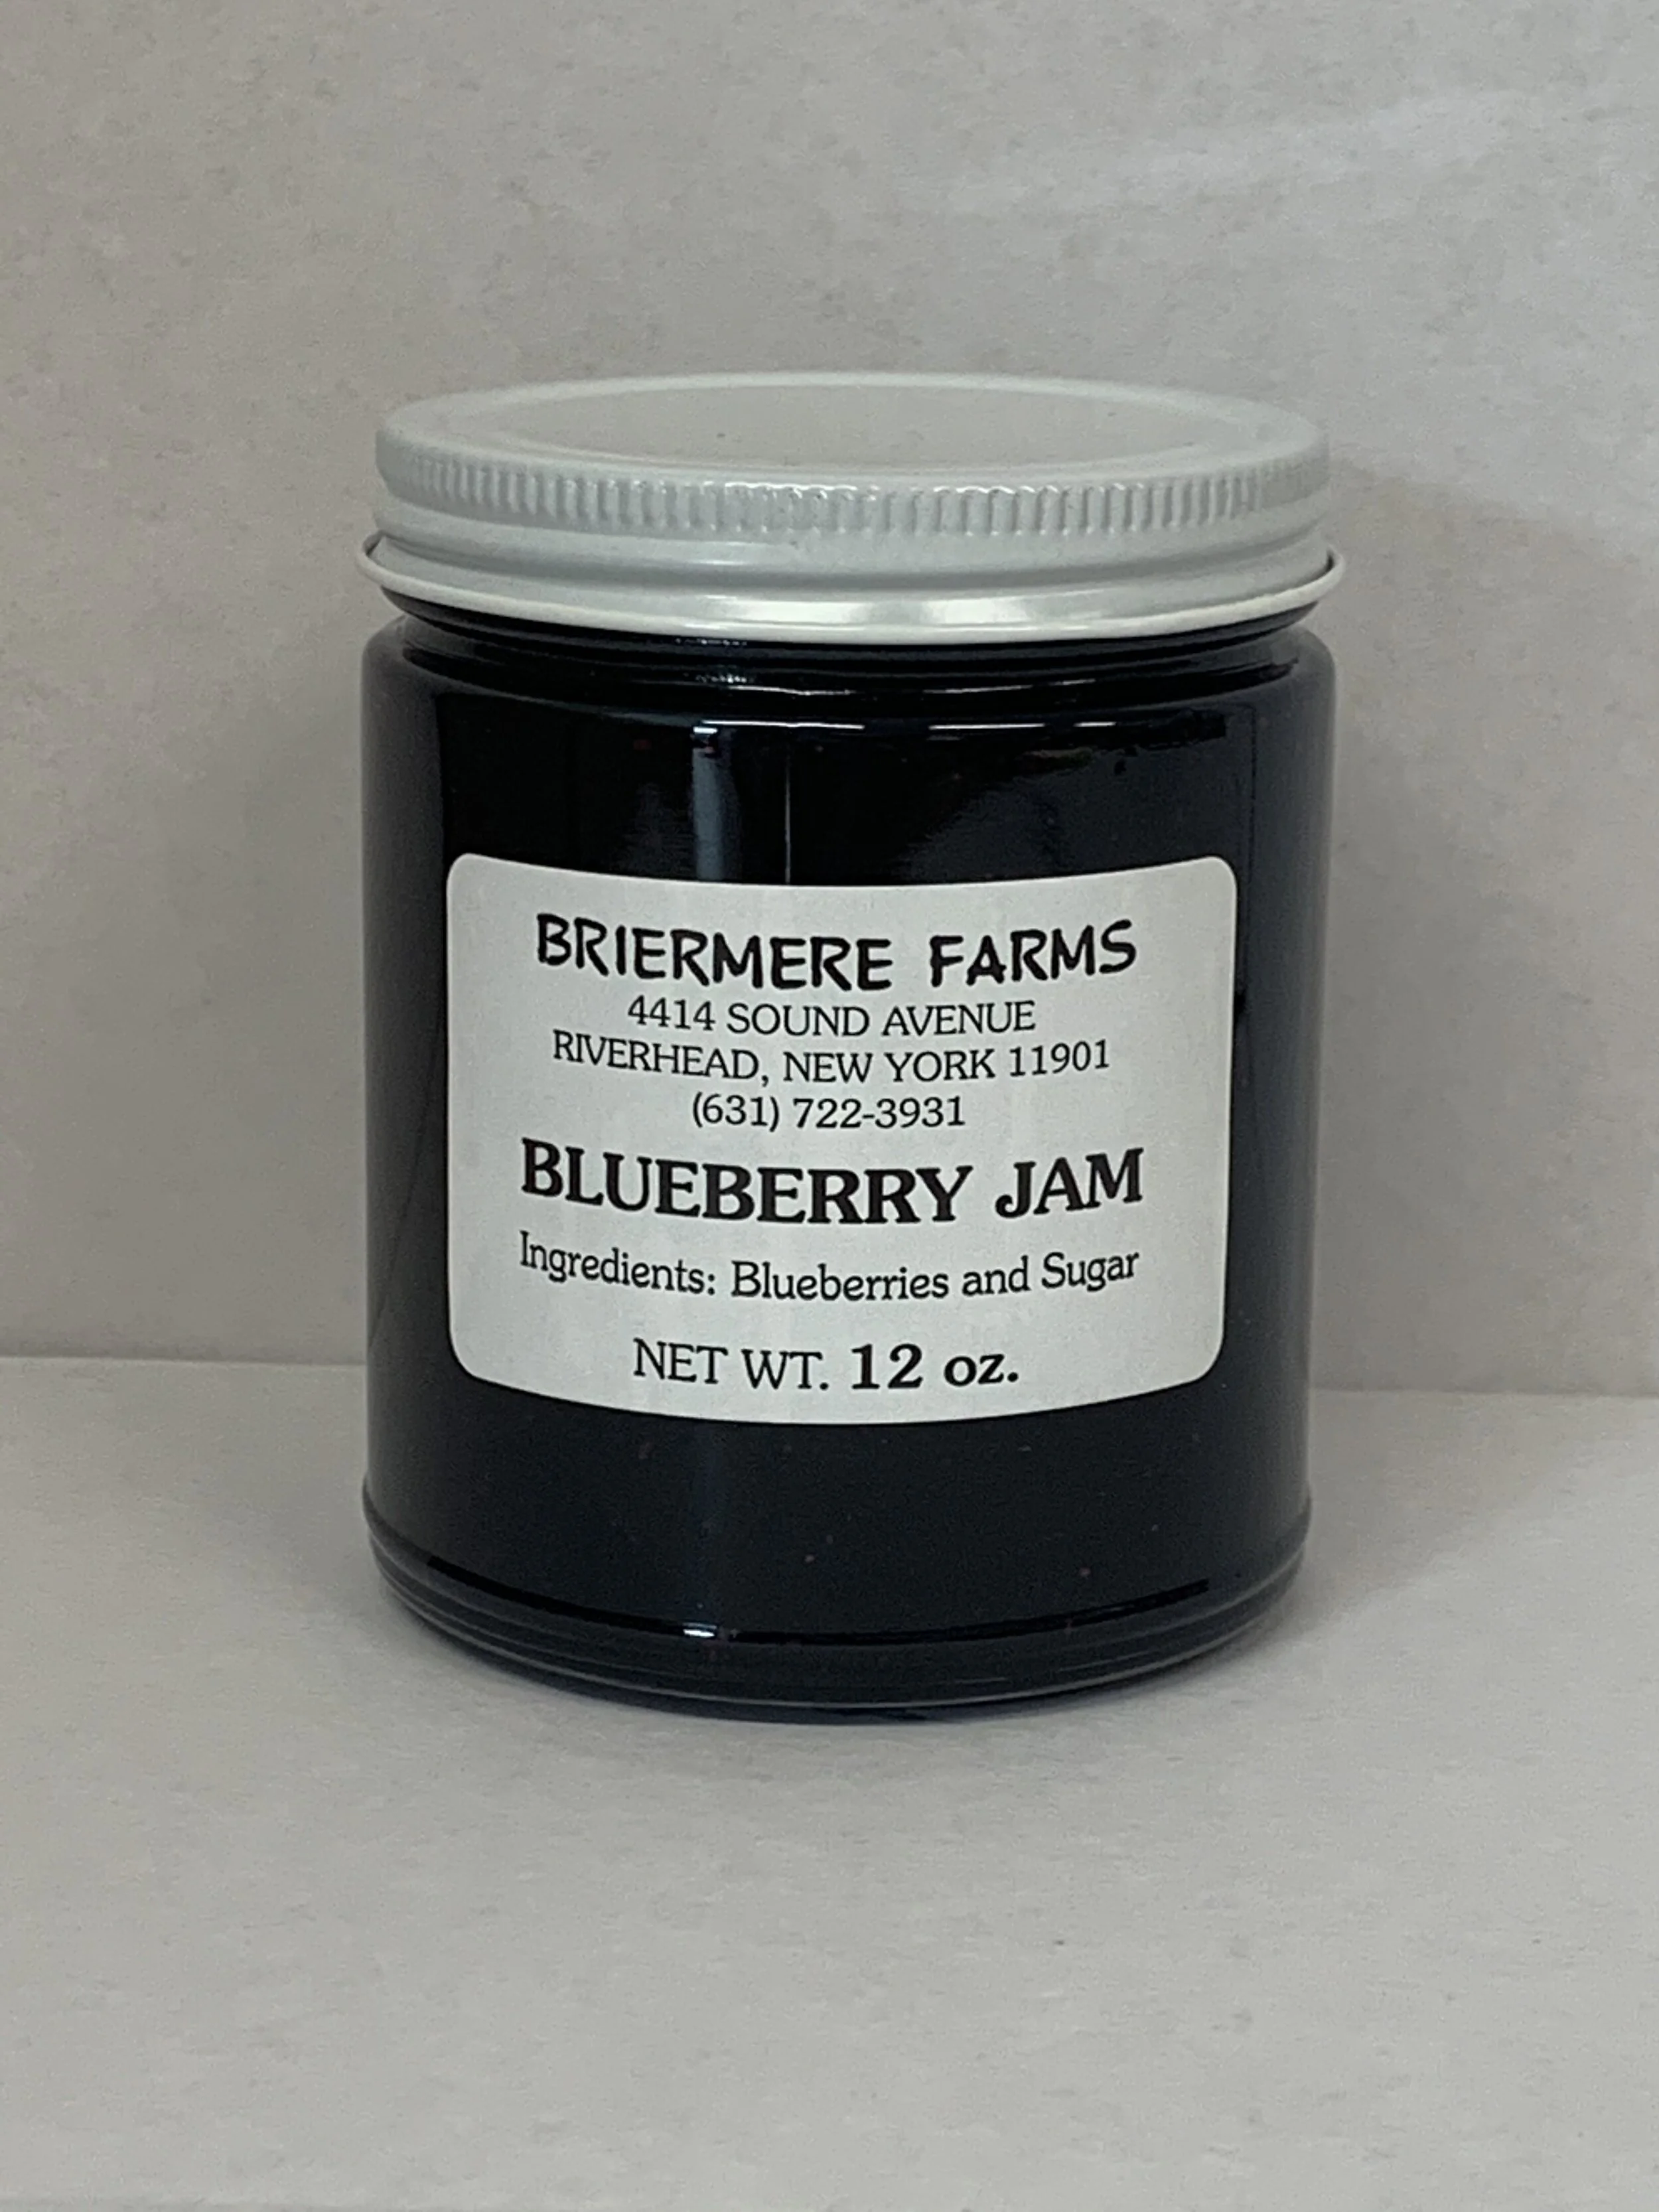 BRIERMERE FARMS
4414 SOUND AVENUE
RIVERHEAD, NEW YORK 11901
(631) 722-3931
BLUEBERRY JAM
Ingredients: Blueberries and Sugar
NET WT. 12 oz.